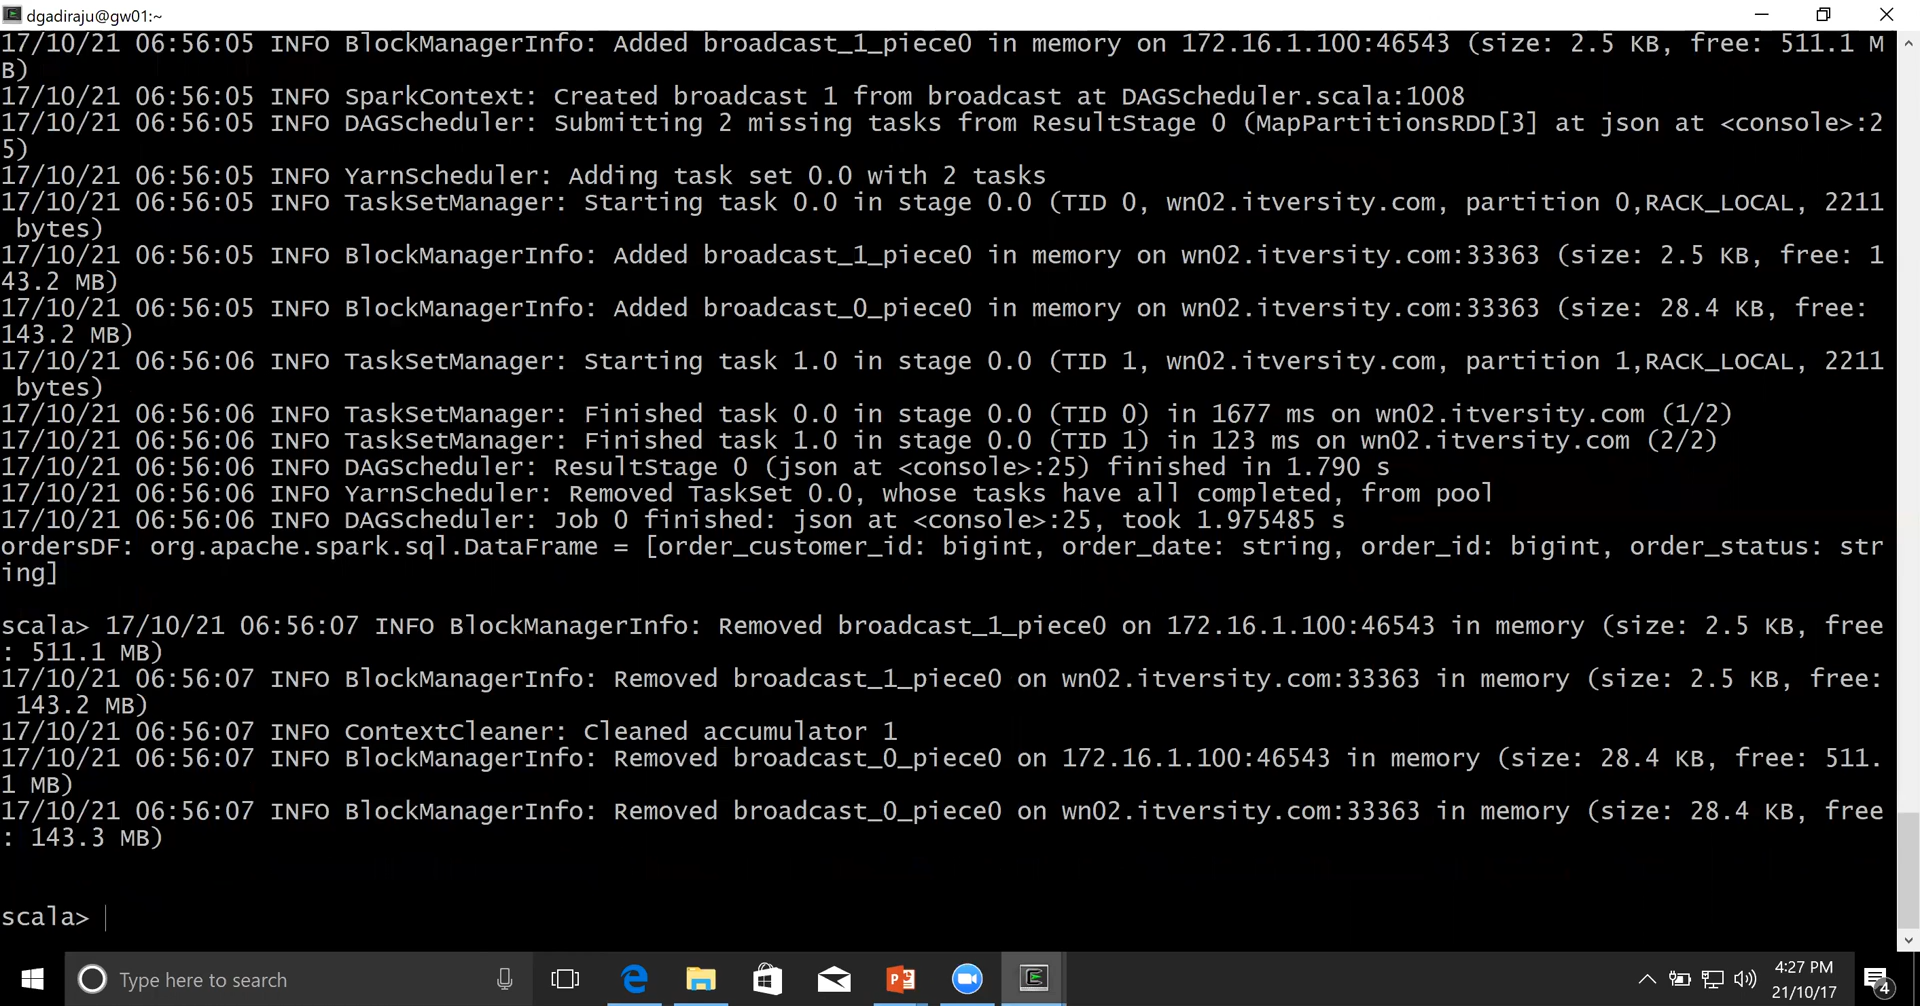 dgadiraju@gw01:~
17/10/21 06:56:05 INFO BlockManagerInfo: Added broadcast_1_piece0 in memory on 172.16.1.100:46543 (size: 2.5 KB, free: 511.1 M
B)
17/10/21 06:56:05 INFO SparkContext: Created broadcast 1 from broadcast at DAGScheduler.scala:1008
17/10/21 06:56:05 INFO DAGScheduler: Submitting 2 missing tasks from ResultStage 0 (MapPartitionsRDD[3] at json at <console>:2
5)
17/10/21 06:56:05 INFO YarnScheduler: Adding task set 0.0 with 2 tasks
17/10/21 06:56:05 INFO TaskSetManager: Starting task 0.0 in stage 0.0 (TID 0, wn02.itversity.com, partition 0,RACK_LOCAL, 2211
bytes)
17/10/21 06:56:05 INFO BlockManagerInfo: Added broadcast_1_piece0 in memory on wn02.itversity.com:33363 (size: 2.5 KB, free: 1
43.2 MB)
17/10/21 06:56:05 INFO BlockManagerInfo: Added broadcast_0_piece0 in memory on wn02.itversity.com:33363 (size: 28.4 KB, free:
143.2 MB)
17/10/21 06:56:06 INFO TaskSetManager: Starting task 1.0 in stage 0.0 (TID 1, wn02.itversity.com, partition 1,RACK_LOCAL, 2211
bytes)
17/10/21 06:56:06 INFO TaskSetManager: Finished task 0.0 in stage 0.0 (TID 0) in 1677 ms on wn02.itversity.com (1/2)
17/10/21 06:56:06 INFO TaskSetManager: Finished task 1.0 in stage 0.0 (TID 1) in 123 ms on wn02.itversity.com (2/2)
17/10/21 06:56:06 INFO DAGScheduler: ResultStage 0 (json at <console>:25) finished in 1.790 s
17/10/21 06:56:06 INFO YarnScheduler: Removed TaskSet 0.0, whose tasks have all completed, from pool
17/10/21 06:56:06 INFO DAGScheduler: Job 0 finished: json at <console>:25, took 1.975485 s
ordersDF: org.apache.spark.sql.DataFrame = [order_customer_id: bigint, order_date: string, order_id: bigint, order_status: str
ing]
scala> 17/10/21 06:56:07 INFO BlockManagerInfo: Removed broadcast_1_piece0 on 172.16.1.100:46543 in memory (size: 2.5 KB, free
: 511.1 MB)
17/10/21 06:56:07 INFO BlockManagerInfo: Removed broadcast_1_piece0 on wn02.itversity.com:33363 in memory (size: 2.5 KB, free:
143.2 MB)
17/10/21 06:56:07 INFO ContextCleaner: Cleaned accumulator 1
17/10/21 06:56:07 INFO BlockManagerInfo: Removed broadcast_0_piece0 on 172.16.1.100:46543 in memory (size: 28.4 KB, free: 511.
1 MB)
17/10/21 06:56:07 INFO BlockManagerInfo: Removed broadcast_0_piece0 on wn02.itversity.com:33363 in memory (size: 28.4 KB, free
: 143.3 MB)
scala>
Type here to search
4:27 PM
21/10/17
4